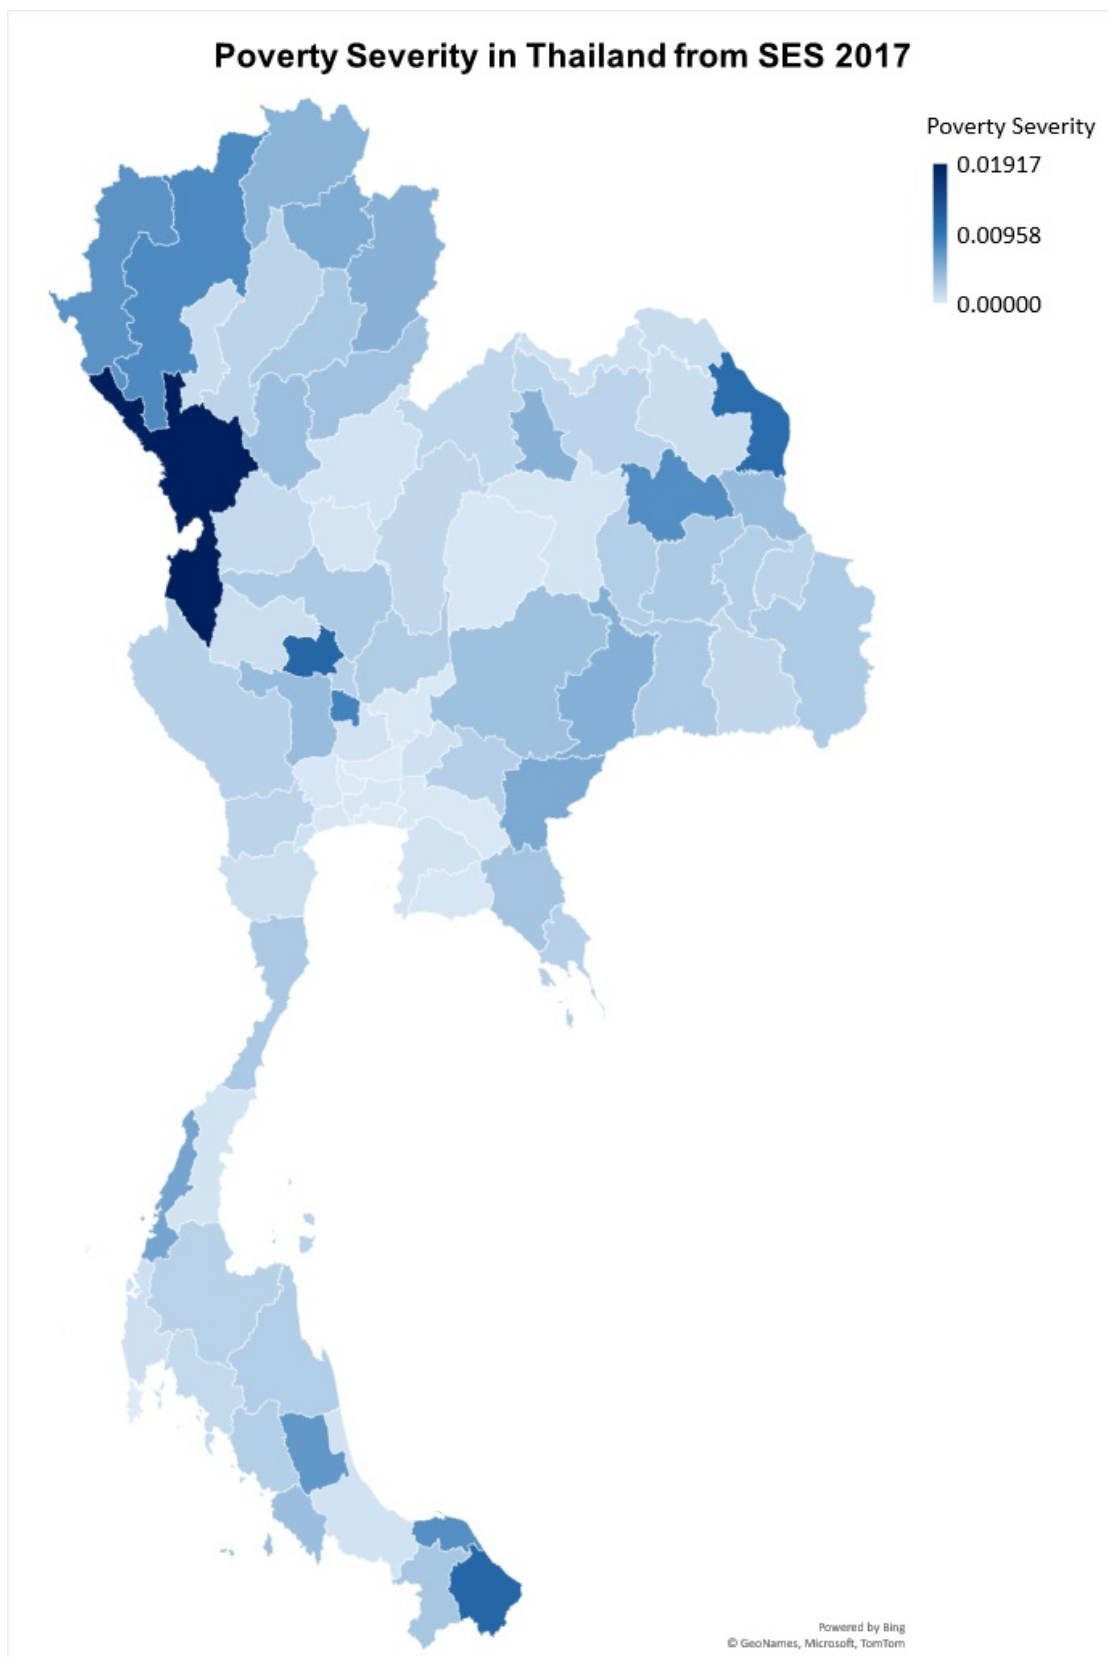 Poverty Severity in Thailand from SES 2017
Poverty Severity
0.01917
0.00958
0.00000
Powered by Bing
© GeoNames, Microsoft, TomTom